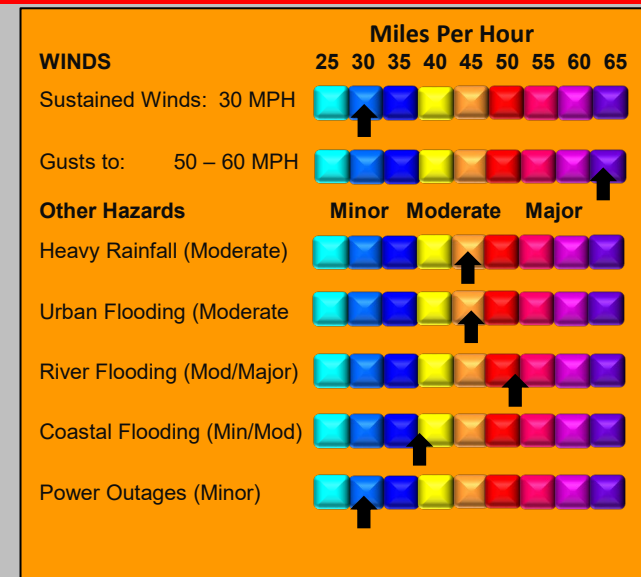 Miles Per Hour
WINDS 25 30 35 40 45 50 55 60 65
Sustained Winds: 30 MPH
Gusts to: 50 – 60 MPH
Other Hazards Minor Moderate Major
Heavy Rainfall (Moderate)
Urban Flooding (Moderate
River Flooding (Mod/Major)
Coastal Flooding (Min/Mod)
Power Outages (Minor)